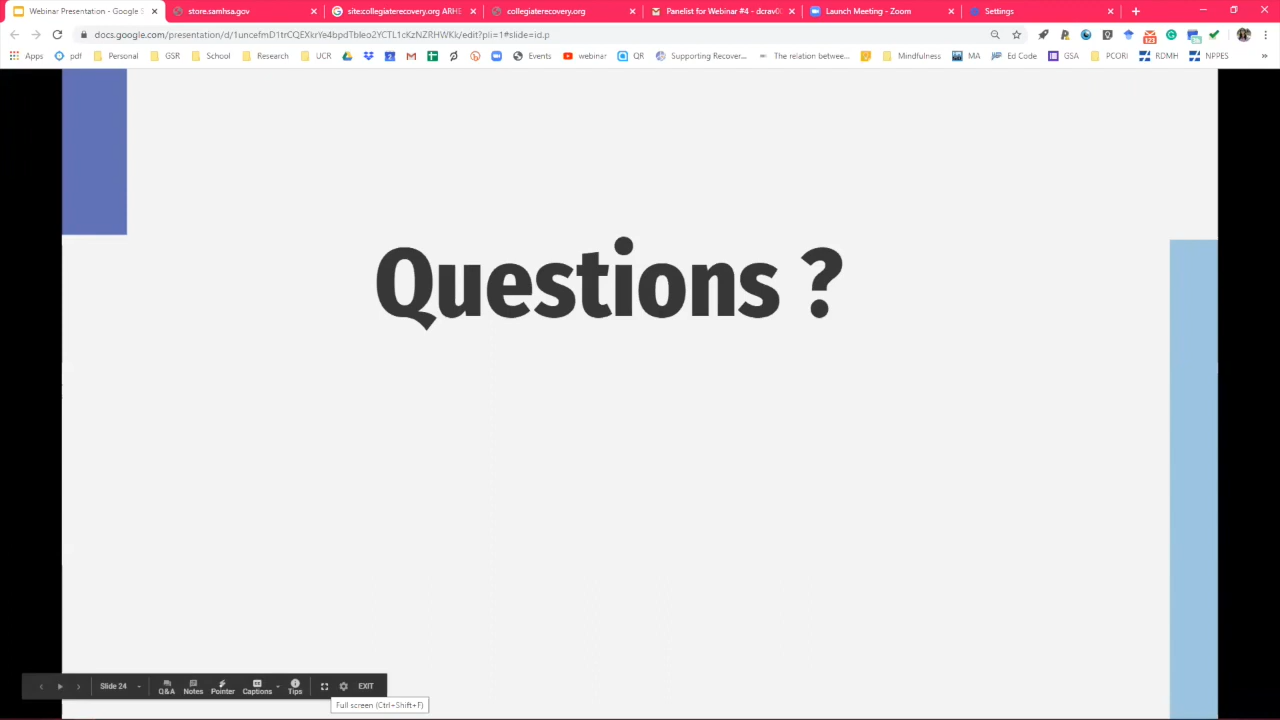 Webinar Presentation - Google S
store.samhsa.gov
site:collegiaterecovery.org ARHE
collegiaterecovery.org
Panelist for Webinar #4 - dcrav00
Launch Meeting - Zoom
Settings
docs.google.com/presentation/d/1uncefmD1trCQEXkrYe4bpdTbleo2YCTL1cKzNZRHWKk/edit?pli=1#slide=id.p
123
Apps pdf Personal GSR School Research UCR Events webinar QR Supporting Recover... The relation betwee... Mindfulness MA Ed Code GSA PCORI RDMH NPPES »
Questions ?
Slide 24 Q&A Notes Pointer Captions Tips EXIT
Full screen (Ctrl+Shift+F)